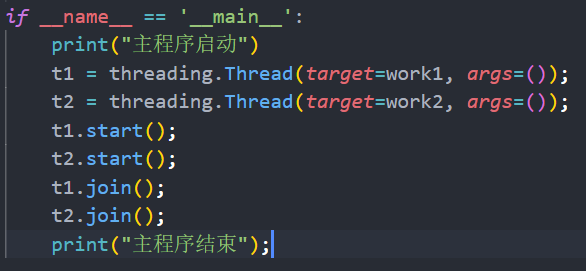 if __name__ == '__main__':
    print("主程序启动")
    t1 = threading.Thread(target=work1, args=());
    t2 = threading.Thread(target=work2, args=());
    t1.start();
    t2.start();
    t1.join();
    t2.join();
    print("主程序结束");